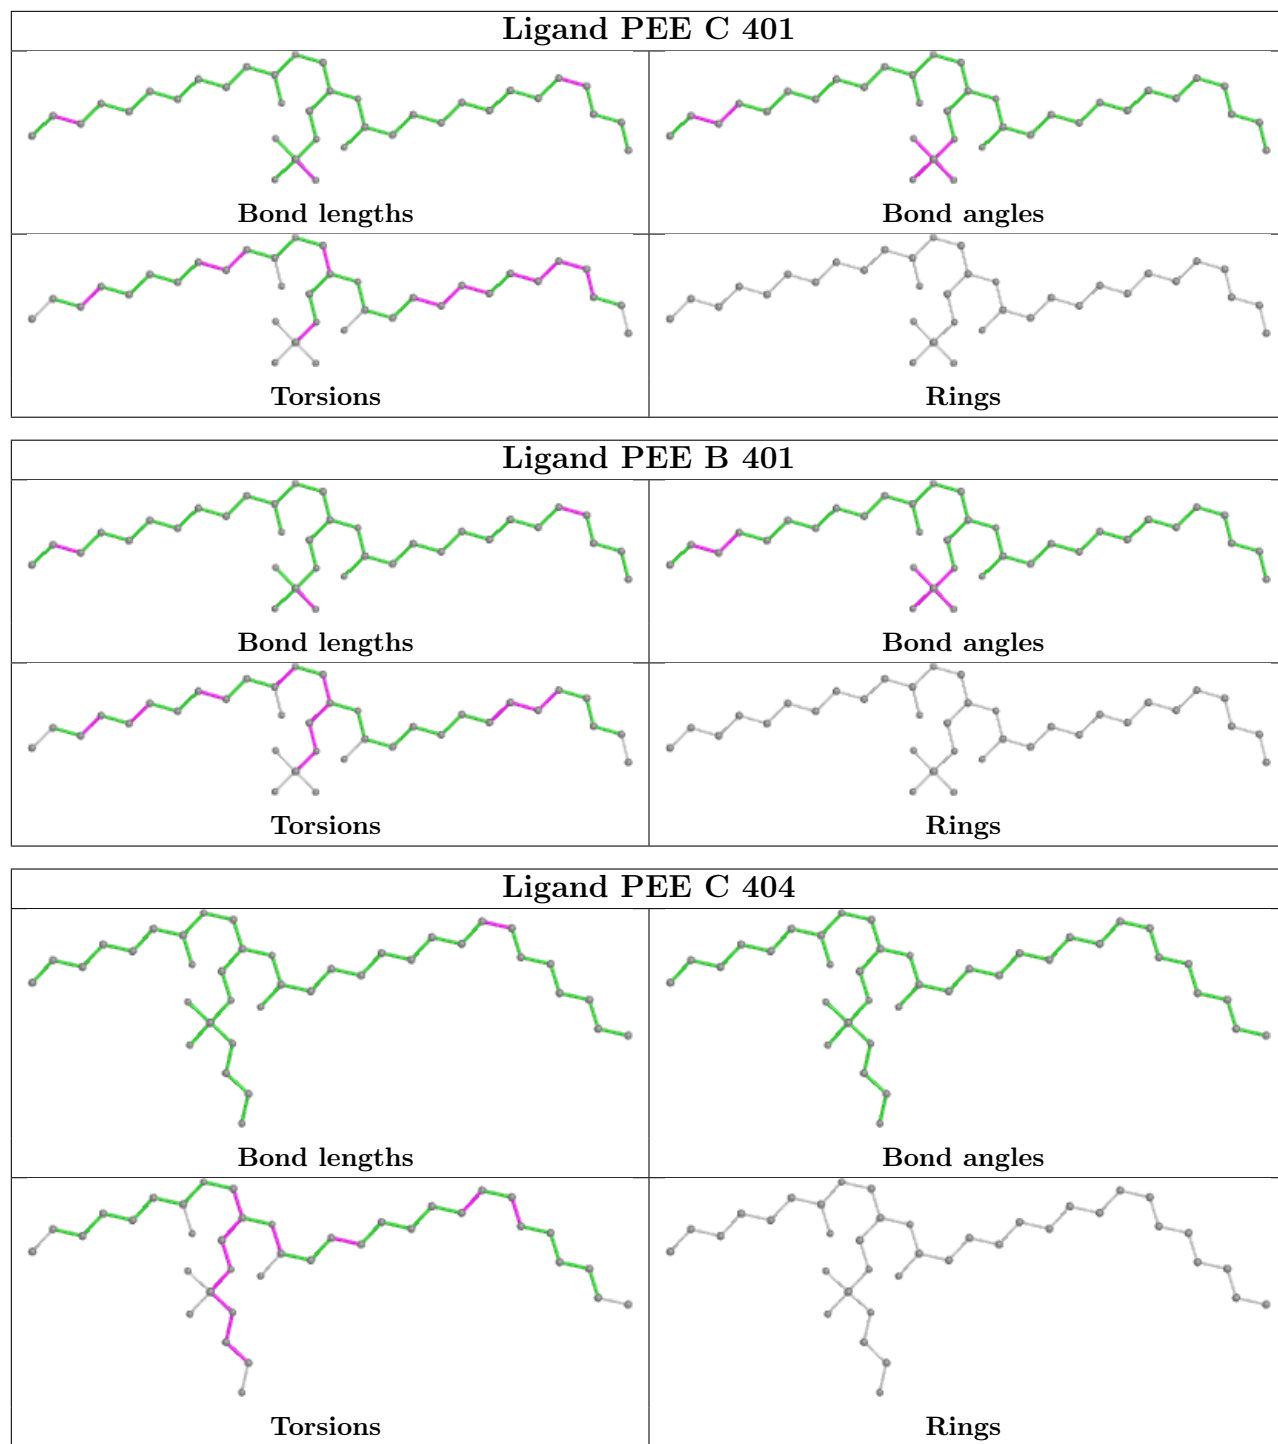 Ligand PEE C 401
Bond lengths
Bond angles
Torsions
Rings
Ligand PEE B 401
Bond lengths
Bond angles
Torsions
Rings
Ligand PEE C 404
Bond lengths
Bond angles
Torsions
Rings